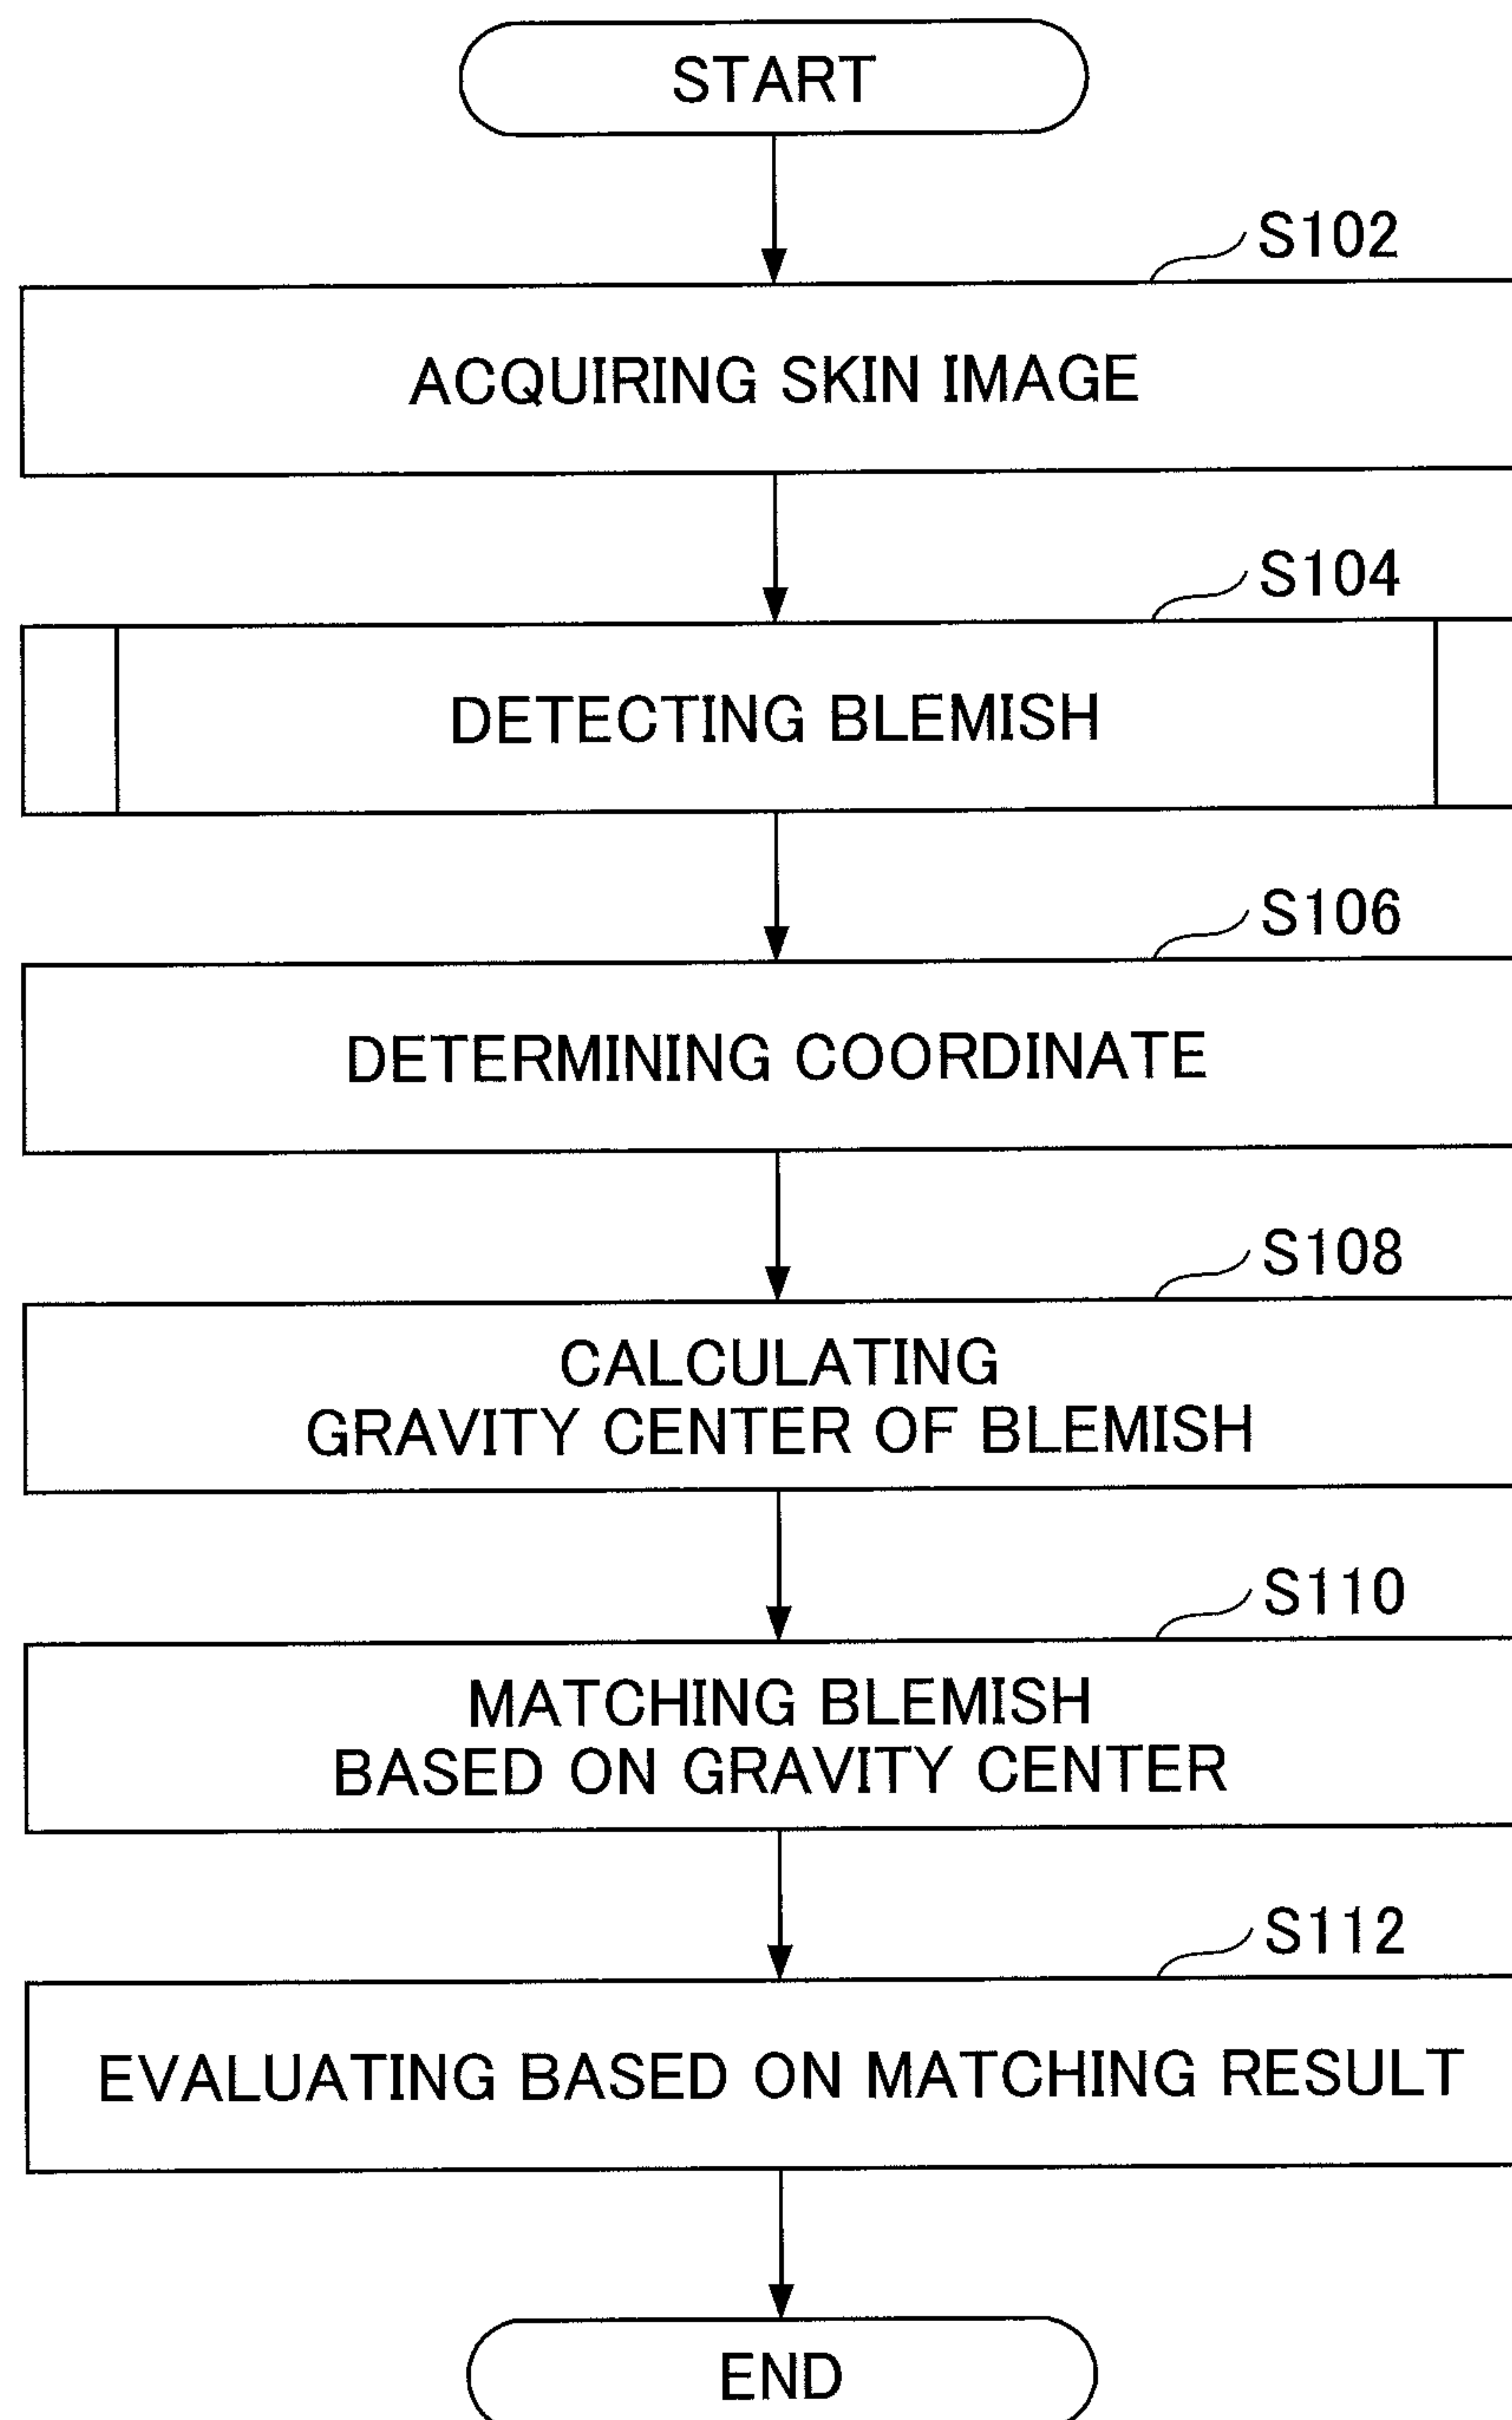 START
S102
ACQUIRING SKIN IMAGE
S104
DETECTING BLEMISH
S106
DETERMINING COORDINATE
S108
CALCULATING
GRAVITY CENTER OF BLEMISH
S110
MATCHING BLEMISH
BASED ON GRAVITY CENTER
S112
EVALUATING BASED ON MATCHING RESULT
END